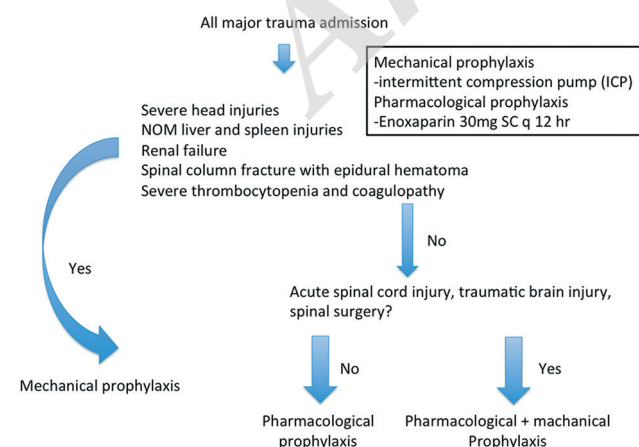 All major trauma admission
Mechanical prophylaxis
-intermittent compression pump (ICP)
Pharmacological prophylaxis
-Enoxaparin 30mg SC q 12 hr
Severe head injuries
NOM liver and spleen injuries
Renal failure
Spinal column fracture with epidural hematoma
Severe thrombocytopenia and coagulopathy
No
Yes
Acute spinal cord injury, traumatic brain injury,
spinal surgery?
No
Yes
Mechanical prophylaxis
Pharmacological
prophylaxis
Pharmacological + machanical
Prophylaxis